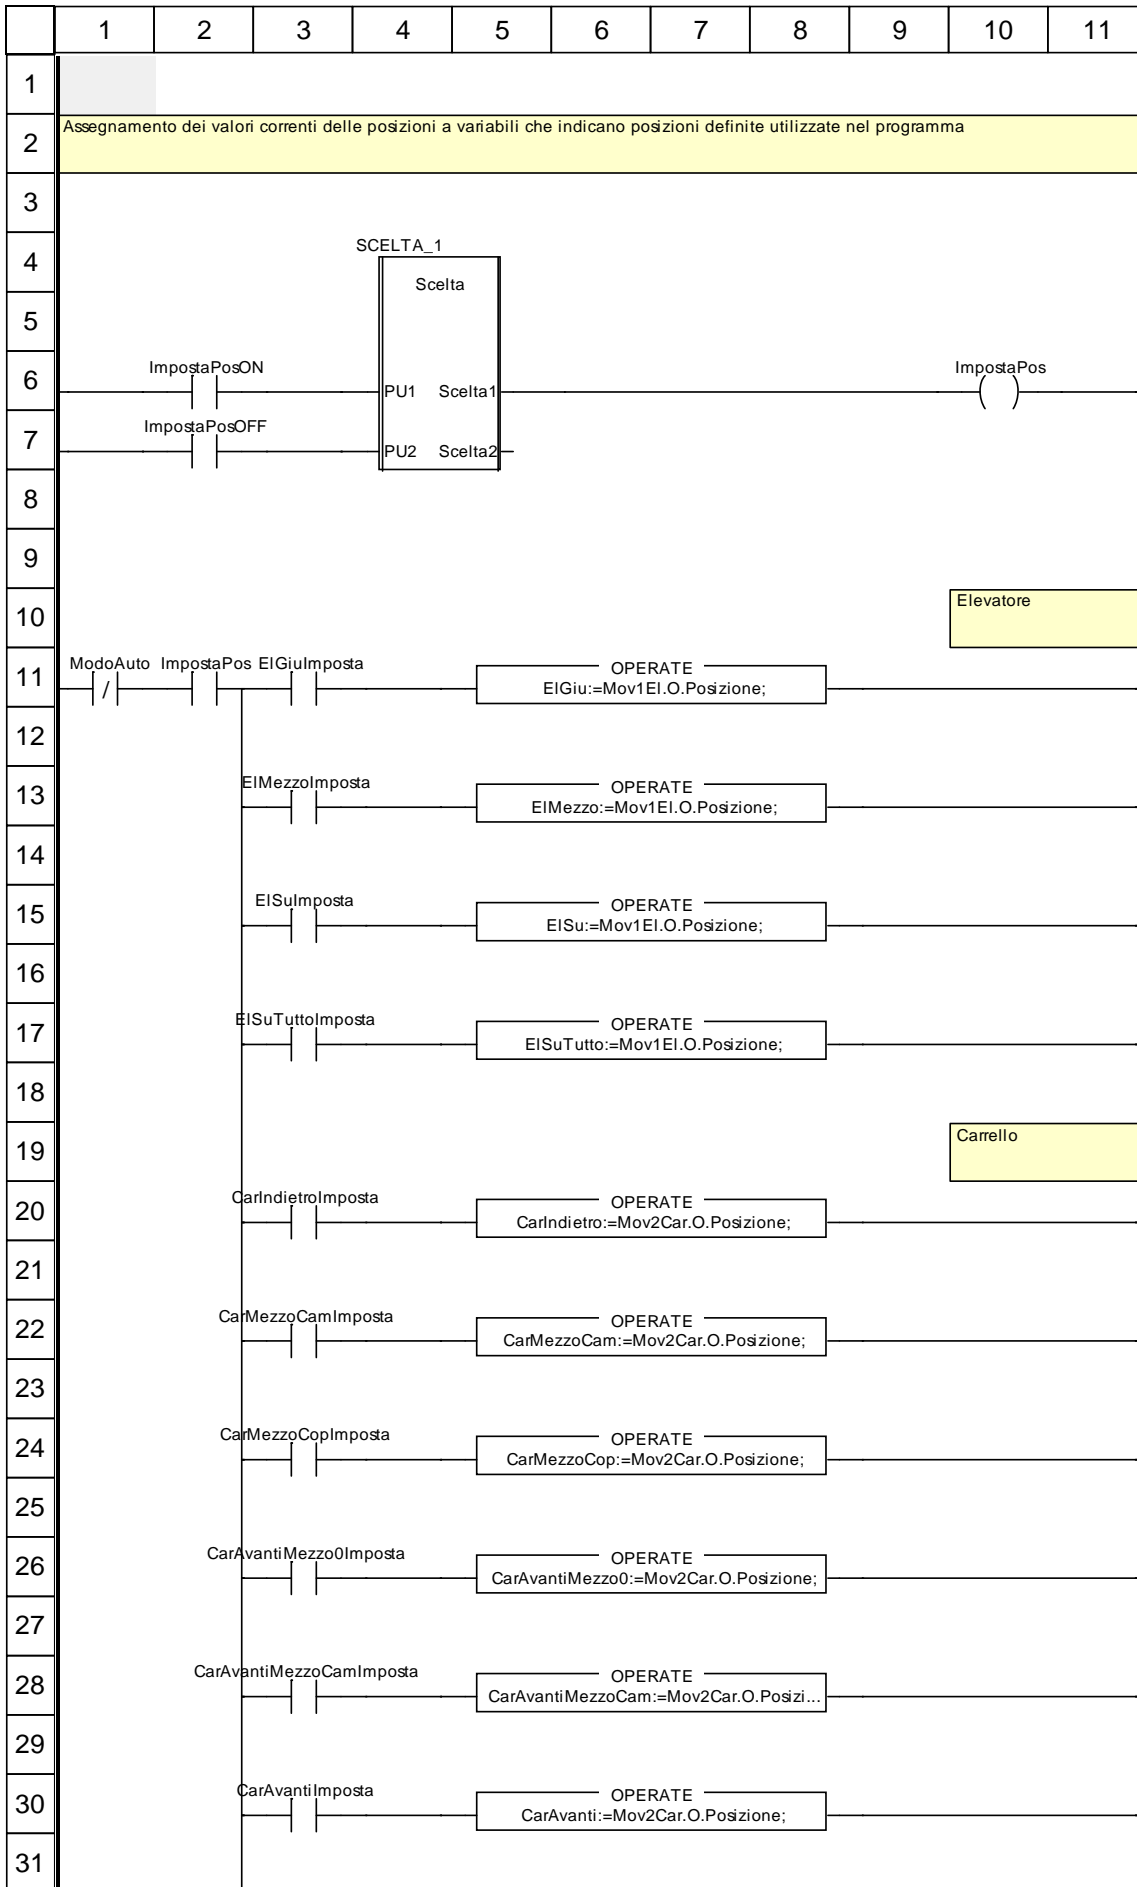 1 2 3 4 5 6 7 8 9 10 11
1
2
Assegnamento dei valori correnti delle posizioni a variabili che indicano posizioni definite utilizzate nel programma
3
4
SCELTA_1
Scelta
5
6
ImpostaPosON
PU1 Scelta1
ImpostaPos
7
ImpostaPosOFF
PU2 Scelta2
8
9
10
Elevatore
11
ModoAuto ImpostaPos ElGiuImposta
/
OPERATE
ElGiu:=Mov1El.O.Posizione;
12
13
ElMezzoImposta
OPERATE
ElMezzo:=Mov1El.O.Posizione;
14
15
ElSuImposta
OPERATE
ElSu:=Mov1El.O.Posizione;
16
17
ElSuTuttoImposta
OPERATE
ElSuTutto:=Mov1El.O.Posizione;
18
19
Carrello
20
CarIndietroImposta
OPERATE
CarIndietro:=Mov2Car.O.Posizione;
21
22
CarMezzoCamImposta
OPERATE
CarMezzoCam:=Mov2Car.O.Posizione;
23
24
CarMezzoCopImposta
OPERATE
CarMezzoCop:=Mov2Car.O.Posizione;
25
26
CarAvantiMezzo0Imposta
OPERATE
CarAvantiMezzo0:=Mov2Car.O.Posizione;
27
28
CarAvantiMezzoCamImposta
OPERATE
CarAvantiMezzoCam:=Mov2Car.O.Posizi...
29
30
CarAvantiImposta
OPERATE
CarAvanti:=Mov2Car.O.Posizione;
31